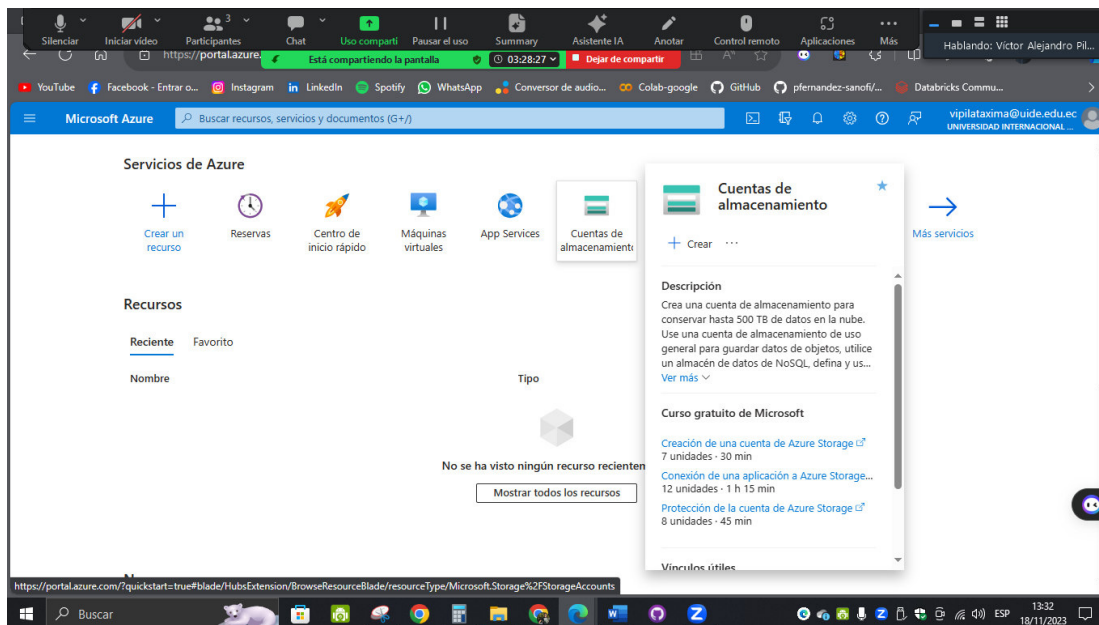 3
Silenciar Iniciar vídeo Participantes Chat Uso comparti Pausar el uso Summary Asistente IA Anotar Control remoto Aplicaciones Más
Hablando: Víctor Alejandro Pil...
https://portal.azure.
Está compartiendo la pantalla 03:28:27 Dejar de compartir
YouTube Facebook - Entrar o... Instagram LinkedIn Spotify WhatsApp Conversor de audio... Colab-google GitHub pfernandez-sanofi/... Databricks Commu...
Microsoft Azure Buscar recursos, servicios y documentos (G+/) vipilataxima@uide.edu.ec
UNIVERSIDAD INTERNACIONAL ...
Servicios de Azure
Crear un recurso
Reservas
Centro de inicio rápido
Máquinas virtuales
App Services
Cuentas de almacenamiento
Más servicios
Cuentas de
almacenamiento
Crear ...
Descripción
Crea una cuenta de almacenamiento para
conservar hasta 500 TB de datos en la nube.
Use una cuenta de almacenamiento de uso
general para guardar datos de objetos, utilice
un almacén de datos de NoSQL, defina y us...
Ver más
Curso gratuito de Microsoft
Creación de una cuenta de Azure Storage
7 unidades · 30 min
Conexión de una aplicación a Azure Storage...
12 unidades · 1 h 15 min
Protección de la cuenta de Azure Storage
8 unidades · 45 min
Vínculos útiles
Recursos
Reciente Favorito
Nombre Tipo
No se ha visto ningún recurso recienten
Mostrar todos los recursos
https://portal.azure.com/?quickstart=true#blade/HubsExtension/BrowseResourceBlade/resourceType/Microsoft.Storage%2FStorageAccounts
Buscar
ESP
13:32
18/11/2023